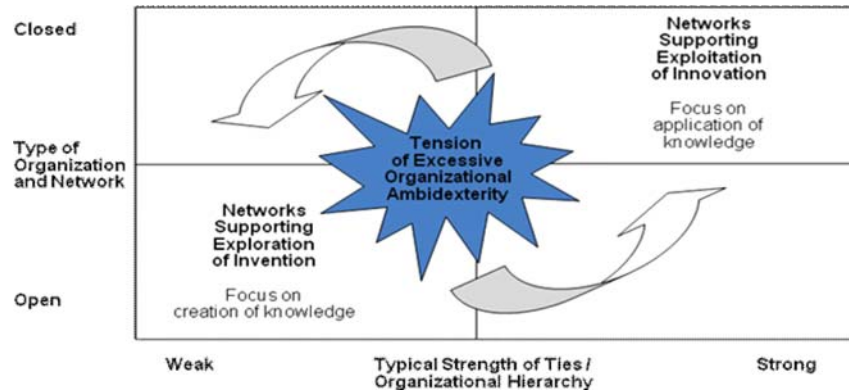 Closed
Networks
Supporting
Exploitation
of Innovation
Focus on
application of
knowledge
Type of
Organization
and Network
Tension
of Excessive
Organizational
Ambidexterity
Networks
Supporting
Exploration
of Invention
Focus on
creation of knowledge
Open
Weak
Typical Strength of Ties /
Organizational Hierarchy
Strong